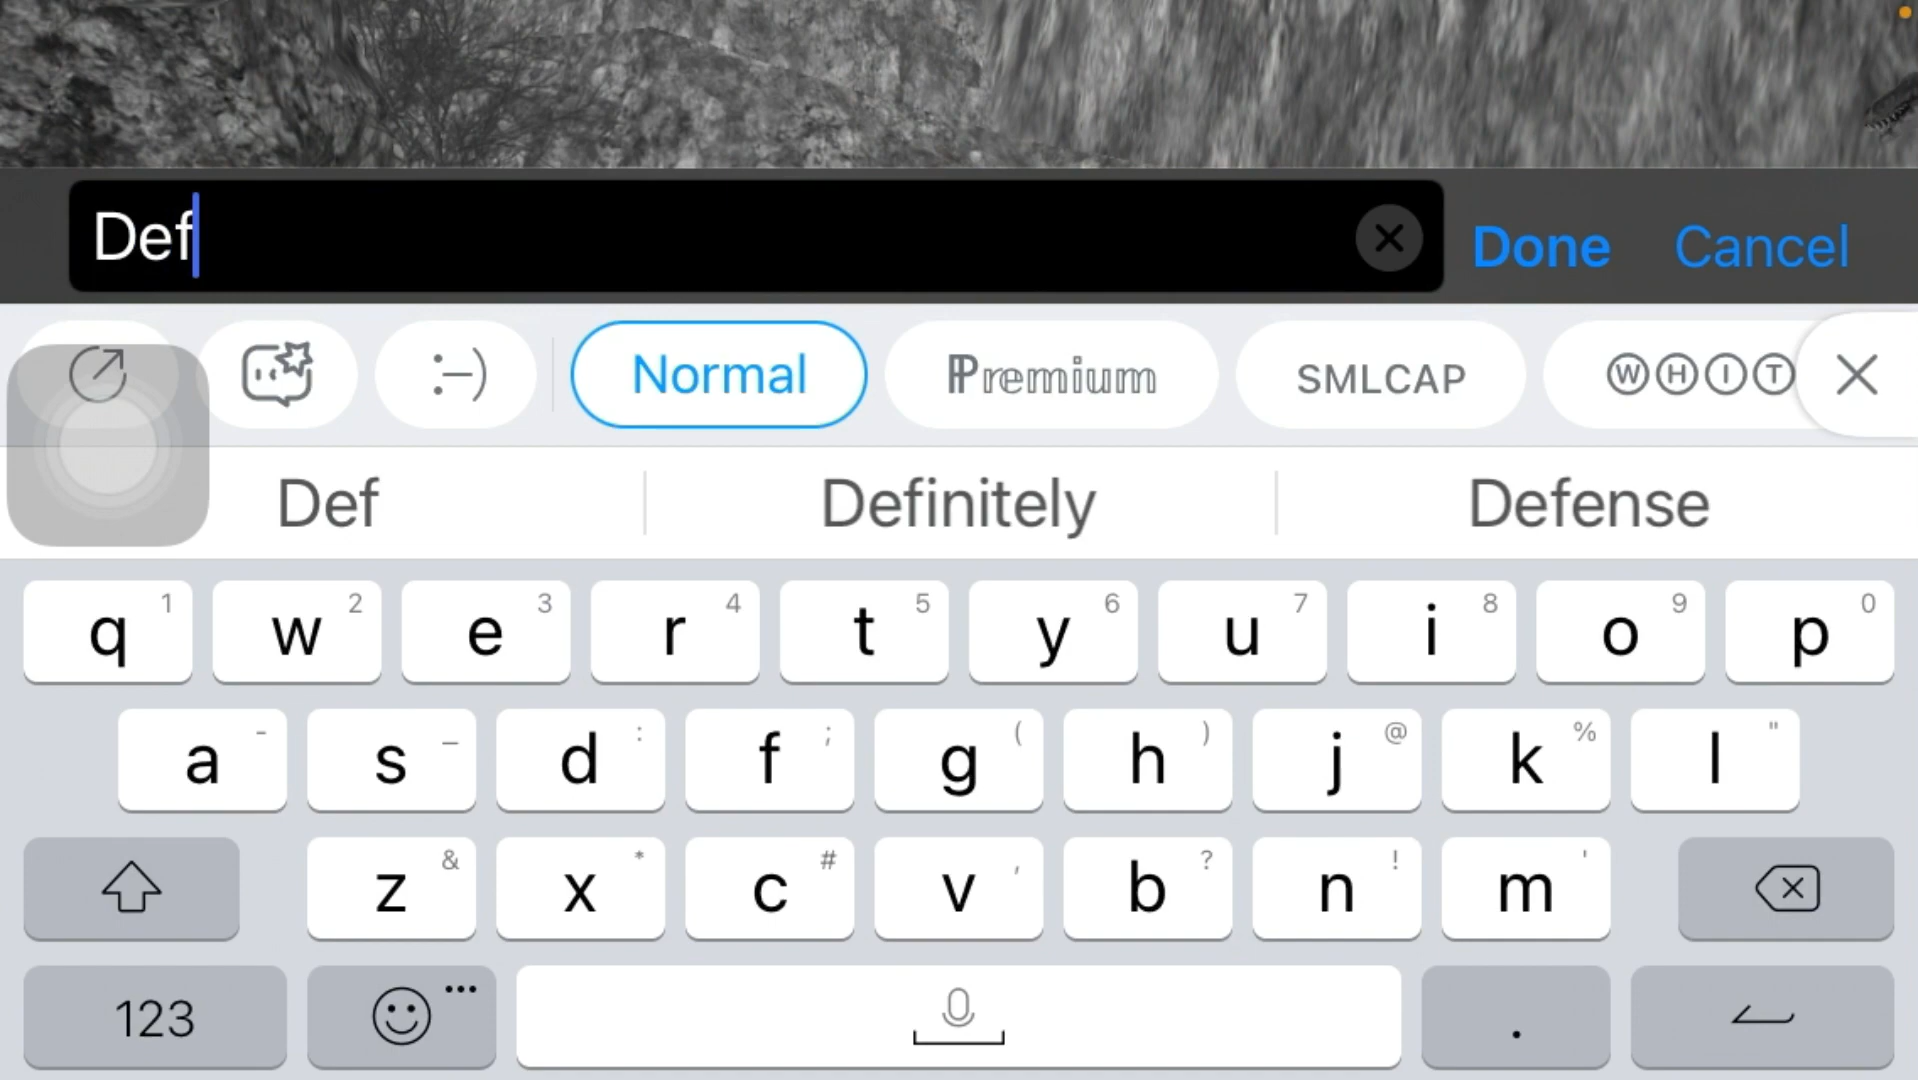 Def
Done Cancel
:-) Normal Premium SMLCAP WHIT
Def Definitely Defense
q 1 w 2 e 3 r 4 t 5 y 6 u 7 i 8 o 9 p 0
a - s _ d : f ; g ( h ) j @ k % l "
z & x * c # v , b ? n ! m '
123 .